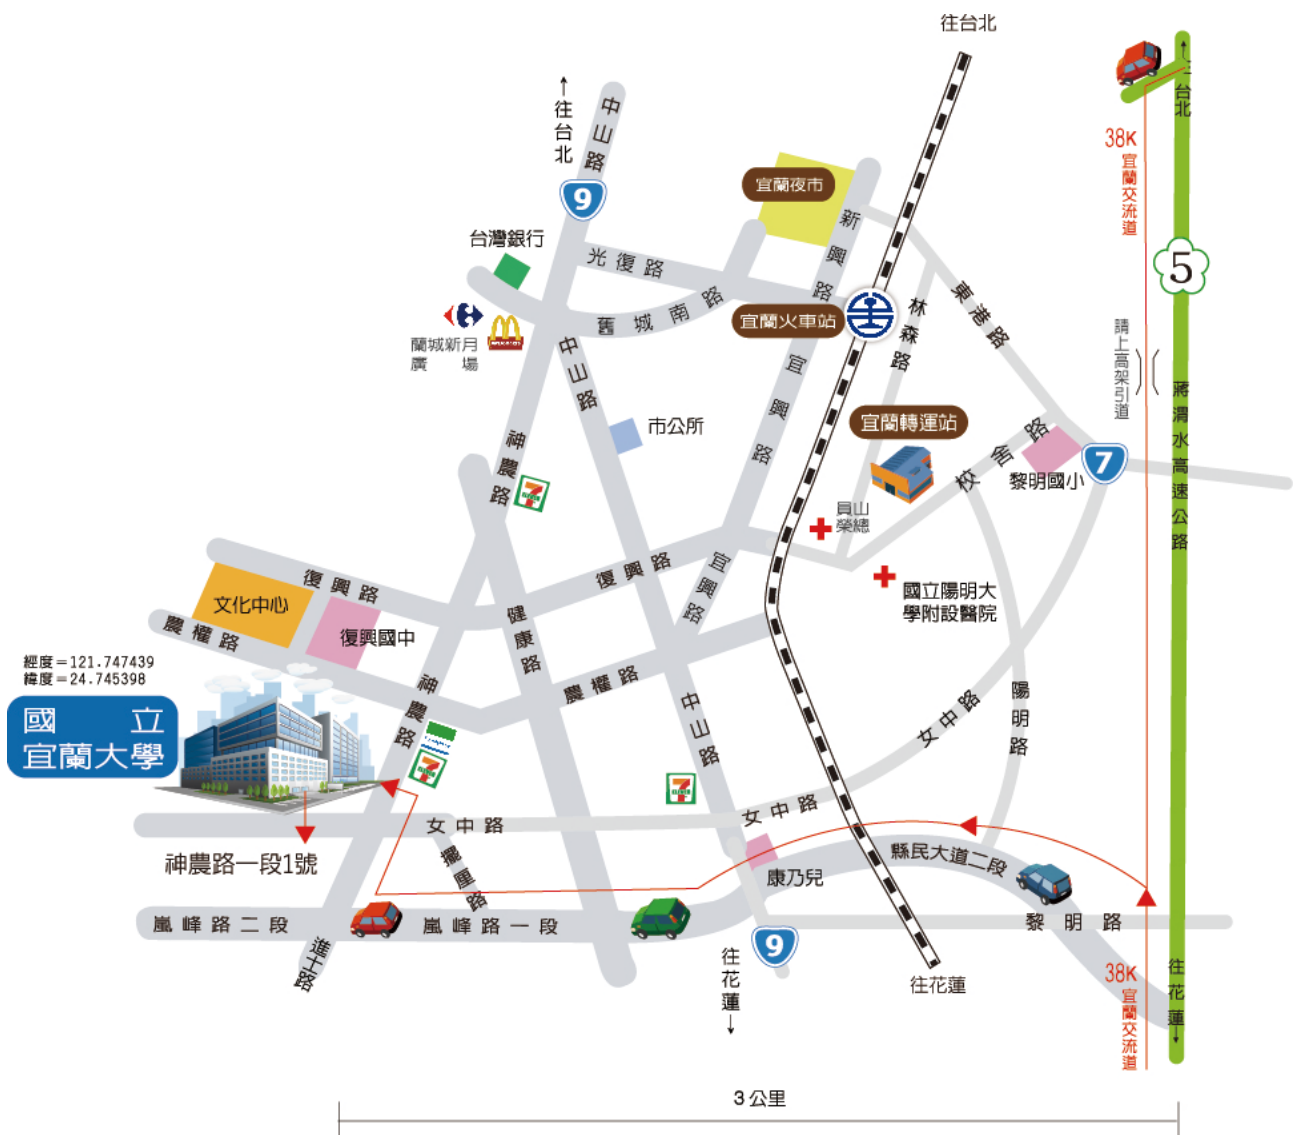 往台北
←往台北
中山路
9
台灣銀行
光復路
宜蘭夜市
新興路
舊城南路
宜蘭火車站
蘭城新月
廣場
中山路
宜興路
林森路
東港路
38K
宜蘭交流道
往台北
5
請上高架引道
蔣渭水高速公路
市公所
宜蘭轉運站
神農路
7
ELEVEN
校舍路
黎明國小
7
員山
榮總
復興路
宜興路
國立陽明大
學附設醫院
復興路
文化中心
農權路
復興國中
健康路
農權路
經度=121.747439
緯度=24.745398
國立
宜蘭大學
神農路
7
ELEVEN
中山路
7
ELEVEN
女中路
陽明路
女中路
女中路
擺厘路
神農路一段1號
康乃兒
縣民大道二段
嵐峰路二段
嵐峰路一段
進士路
9
黎明路
往花蓮→
往花蓮
38K
宜蘭交流道
往花蓮→
3公里